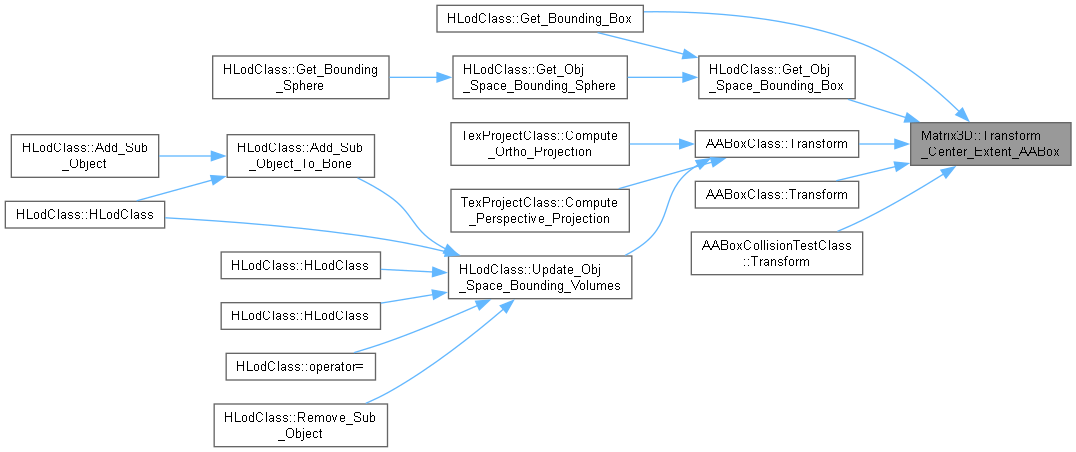 HLodClass::Get_Bounding_Box
HLodClass::Get_Bounding
_Sphere
HLodClass::Get_Obj
_Space_Bounding_Sphere
HLodClass::Get_Obj
_Space_Bounding_Box
Matrix3D::Transform
_Center_Extent_AABox
TexProjectClass::Compute
_Ortho_Projection
AABoxClass::Transform
HLodClass::Add_Sub
_Object
HLodClass::Add_Sub
_Object_To_Bone
TexProjectClass::Compute
_Perspective_Projection
AABoxClass::Transform
HLodClass::HLodClass
AABoxCollisionTestClass
::Transform
HLodClass::HLodClass
HLodClass::Update_Obj
_Space_Bounding_Volumes
HLodClass::HLodClass
HLodClass::operator=
HLodClass::Remove_Sub
_Object